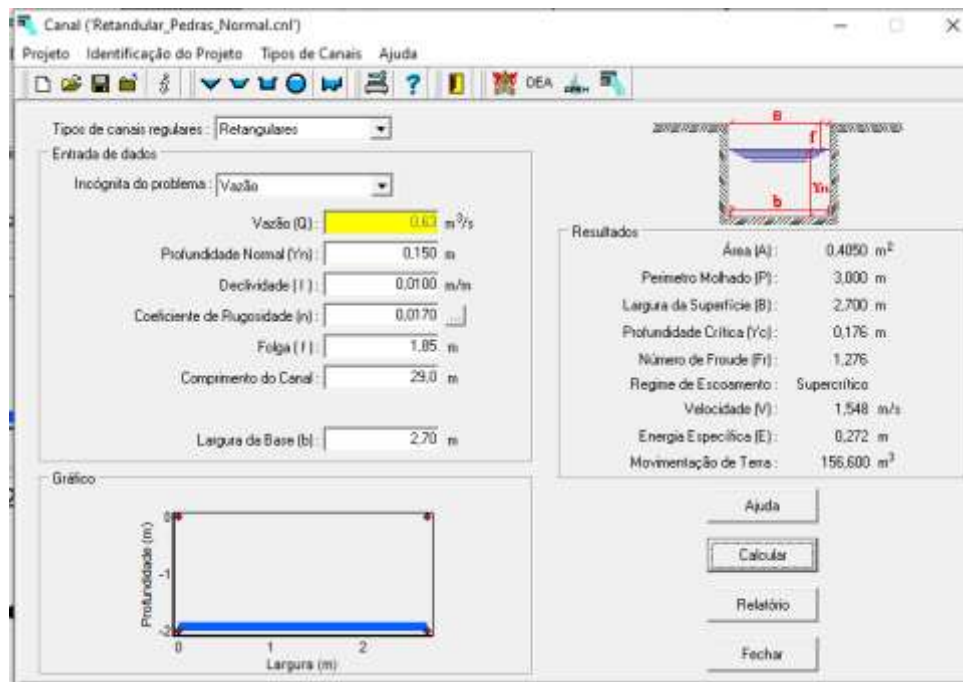 Canal ('Retandular_Pedras_Normal.cnl')
Projeto Identificação do Projeto Tipos de Canais Ajuda
? DEA
Tipos de canais regulares : Retangulares
Entrada de dados
Incógnita do problema : Vazão
Vazão (Q) : 0,63 m³/s
Profundidade Normal (Yn) : 0,150 m
Declividade ( I ) : 0,0100 m/m
Coeficiente de Rugosidade (n) : 0,0170 ...
Folga ( f ) : 1,85 m
Comprimento do Canal : 29,0 m
Largura da Base (b) : 2,70 m
B
f
Yn
b
Resultados
Área (A) : 0,4050 m²
Perímetro Molhado (P) : 3,000 m
Largura da Superfície (B) : 2,700 m
Profundidade Crítica (Yc) : 0,176 m
Número de Froude (Fr) : 1,276
Regime de Escoamento : Supercrítico
Velocidade (V) : 1,548 m/s
Energia Específica (E) : 0,272 m
Movimentação de Terra : 156,600 m³
Gráfico
Profundidade (m)
0
-1
-2
0 1 2
Largura (m)
Ajuda
Calcular
Relatório
Fechar